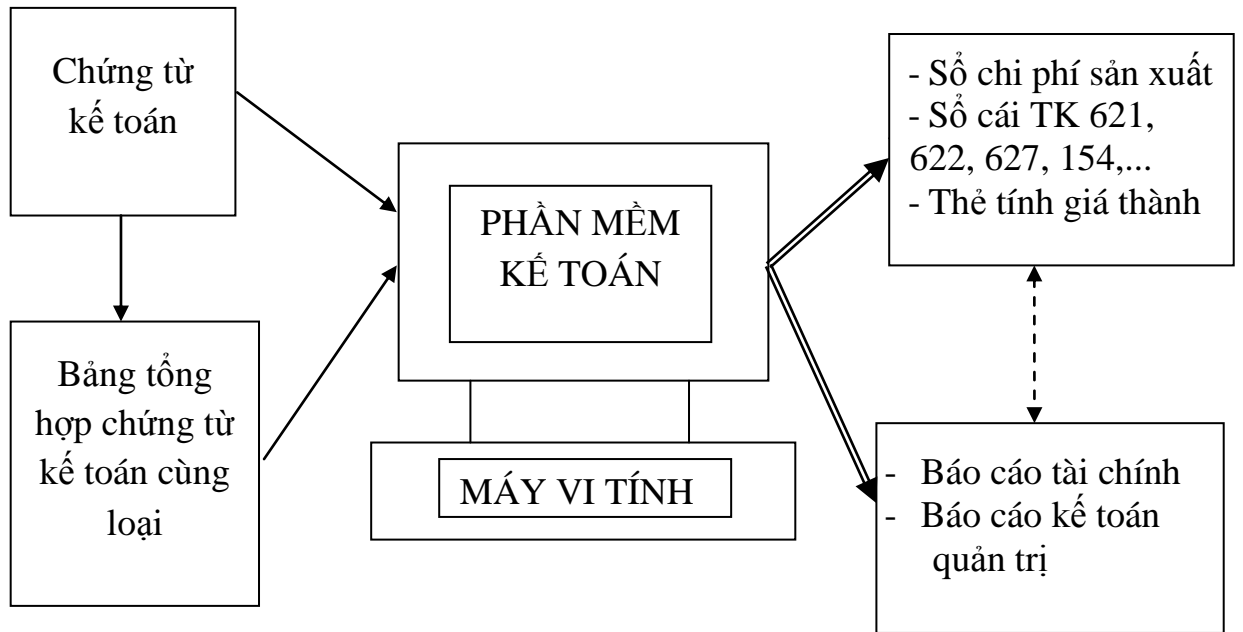 Chứng từ
kế toán
Bảng tổng
hợp chứng từ
kế toán cùng
loại
PHẦN MỀM
KẾ TOÁN
MÁY VI TÍNH
- Sổ chi phí sản xuất
- Sổ cái TK 621,
622, 627, 154,...
- Thẻ tính giá thành
- Báo cáo tài chính
- Báo cáo kế toán
quản trị